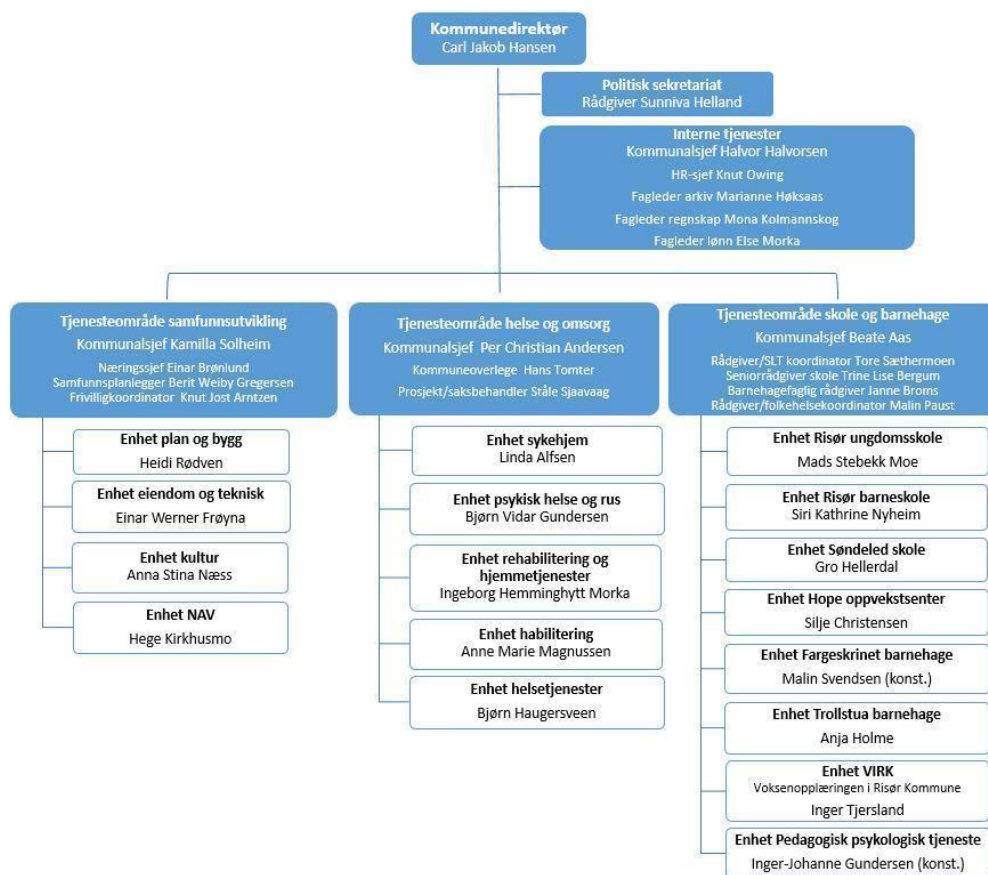 Kommunedirektør
Carl Jakob Hansen
Politisk sekretariat
Rådgiver Sunniva Helland
Interne tjenester
Kommunalsjef Halvor Halvorsen
HR-sjef Knut Owing
Fagleder arkiv Marianne Høksaas
Fagleder regnskap Mona Kolmannskog
Fagleder lønn Else Morka
Tjenesteområde samfunnsutvikling
Kommunalsjef Kamilla Solheim
Næringssjef Einar Brønlund
Samfunnsplanlegger Berit Weiby Gregersen
Frivilligkoordinator Knut Jost Arntzen
Enhet plan og bygg
Heidi Rødven
Enhet eiendom og teknisk
Einar Werner Frøyna
Enhet kultur
Anna Stina Næss
Enhet NAV
Hege Kirkhusmo
Tjenesteområde helse og omsorg
Kommunalsjef Per Christian Andersen
Kommuneoverlege Hans Tomter
Prosjekt/saksbehandler Ståle Sjaavaag
Enhet sykehjem
Linda Alfsen
Enhet psykisk helse og rus
Bjørn Vidar Gundersen
Enhet rehabilitering og
hjemmetjenester
Ingeborg Hemminghytt Morka
Enhet habilitering
Anne Marie Magnussen
Enhet helsetjenester
Bjørn Haugersveen
Tjenesteområde skole og barnehage
Kommunalsjef Beate Aas
Rådgiver/SLT koordinator Tore Sæthermoen
Seniorrådgiver skole Trine Lise Bergum
Barnehagefaglig rådgiver Janne Broms
Rådgiver/folkehelsekoordinator Malin Paust
Enhet Risør ungdomsskole
Mads Stebekk Moe
Enhet Risør barneskole
Siri Kathrine Nyheim
Enhet Søndeled skole
Gro Hellerdal
Enhet Hope oppvekstsenter
Silje Christensen
Enhet Fargeskrinet barnehage
Malin Svendsen (konst.)
Enhet Trollstua barnehage
Anja Holme
Enhet VIRK
Voksenopplæringen i Risør Kommune
Inger Tjersland
Enhet Pedagogisk psykologisk tjeneste
Inger-Johanne Gundersen (konst.)